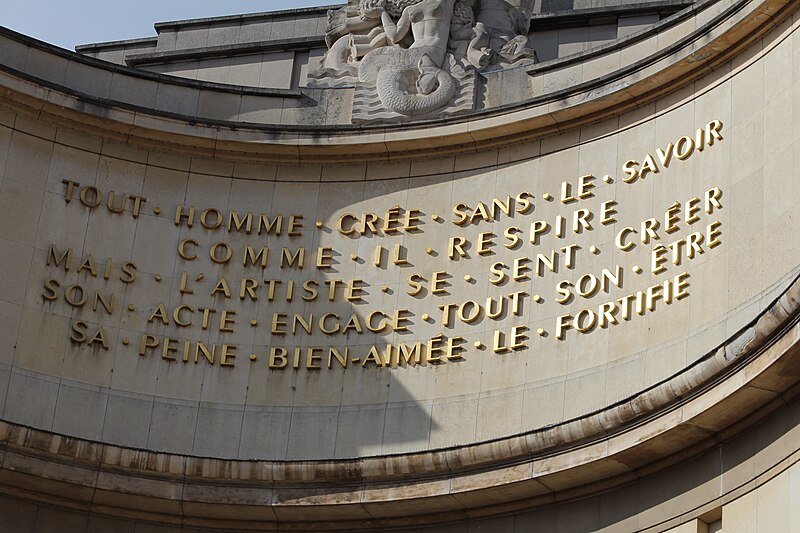 TOUT · HOMME · CRÉE · SANS · LE · SAVOIR
COMME · IL · RESPIRE
MAIS · L'ARTISTE · SE · SENT · CRÉER
SON · ACTE · ENGAGE · TOUT · SON · ÊTRE
SA · PEINE · BIEN-AIMÉE · LE · FORTIFIE